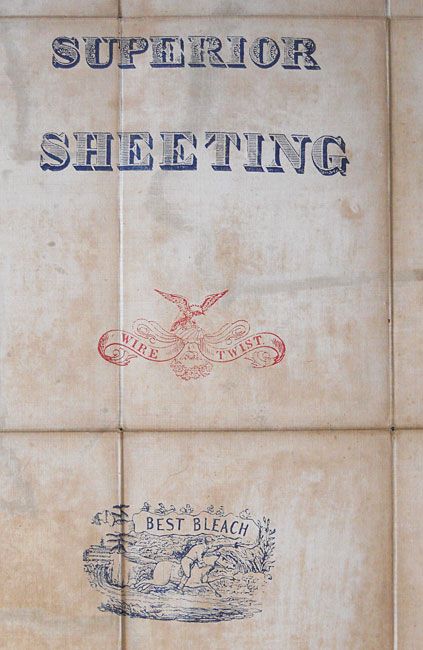 SUPERIOR
SHEETING
WIRE TWIST
BEST BLEACH